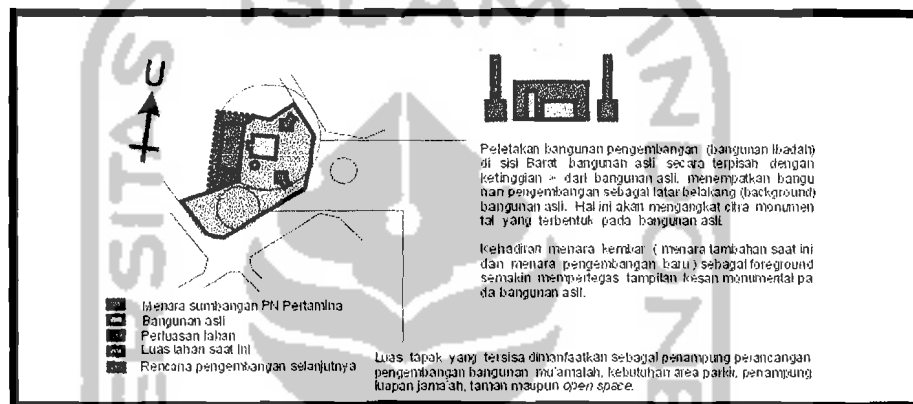 ISLAM
U
Peletakan bangunan pengembangan (bangunan Ibadah)
di sisi Barat bangunan asli secara terpisah dengan
ketinggian > dari bangunan asli, menempatkan bangu
nan pengembangan sebagai latar belakang (background)
bangunan asli. Hal ini akan mengangkat citra monumen
tal yang terbentuk pada bangunan asli.
Kehadiran menara kembar ( menara tambahan saat ini
dan menara pengembangan baru ) sebagai foreground
semakin mempertegas tampilan kesan monumental pa
da bangunan asli.
Menara sumbangan PN Pertamina
Bangunan asli
Perluasan lahan
Luas lahan saat ini
Rencana pengembangan selanjutnya
Luas tapak yang tersisa dimanfaatkan sebagai penampung perancangan
pengembangan bangunan mu'amalah, kebutuhan area parkir, penampung
luapan jama'ah, taman maupun open space.